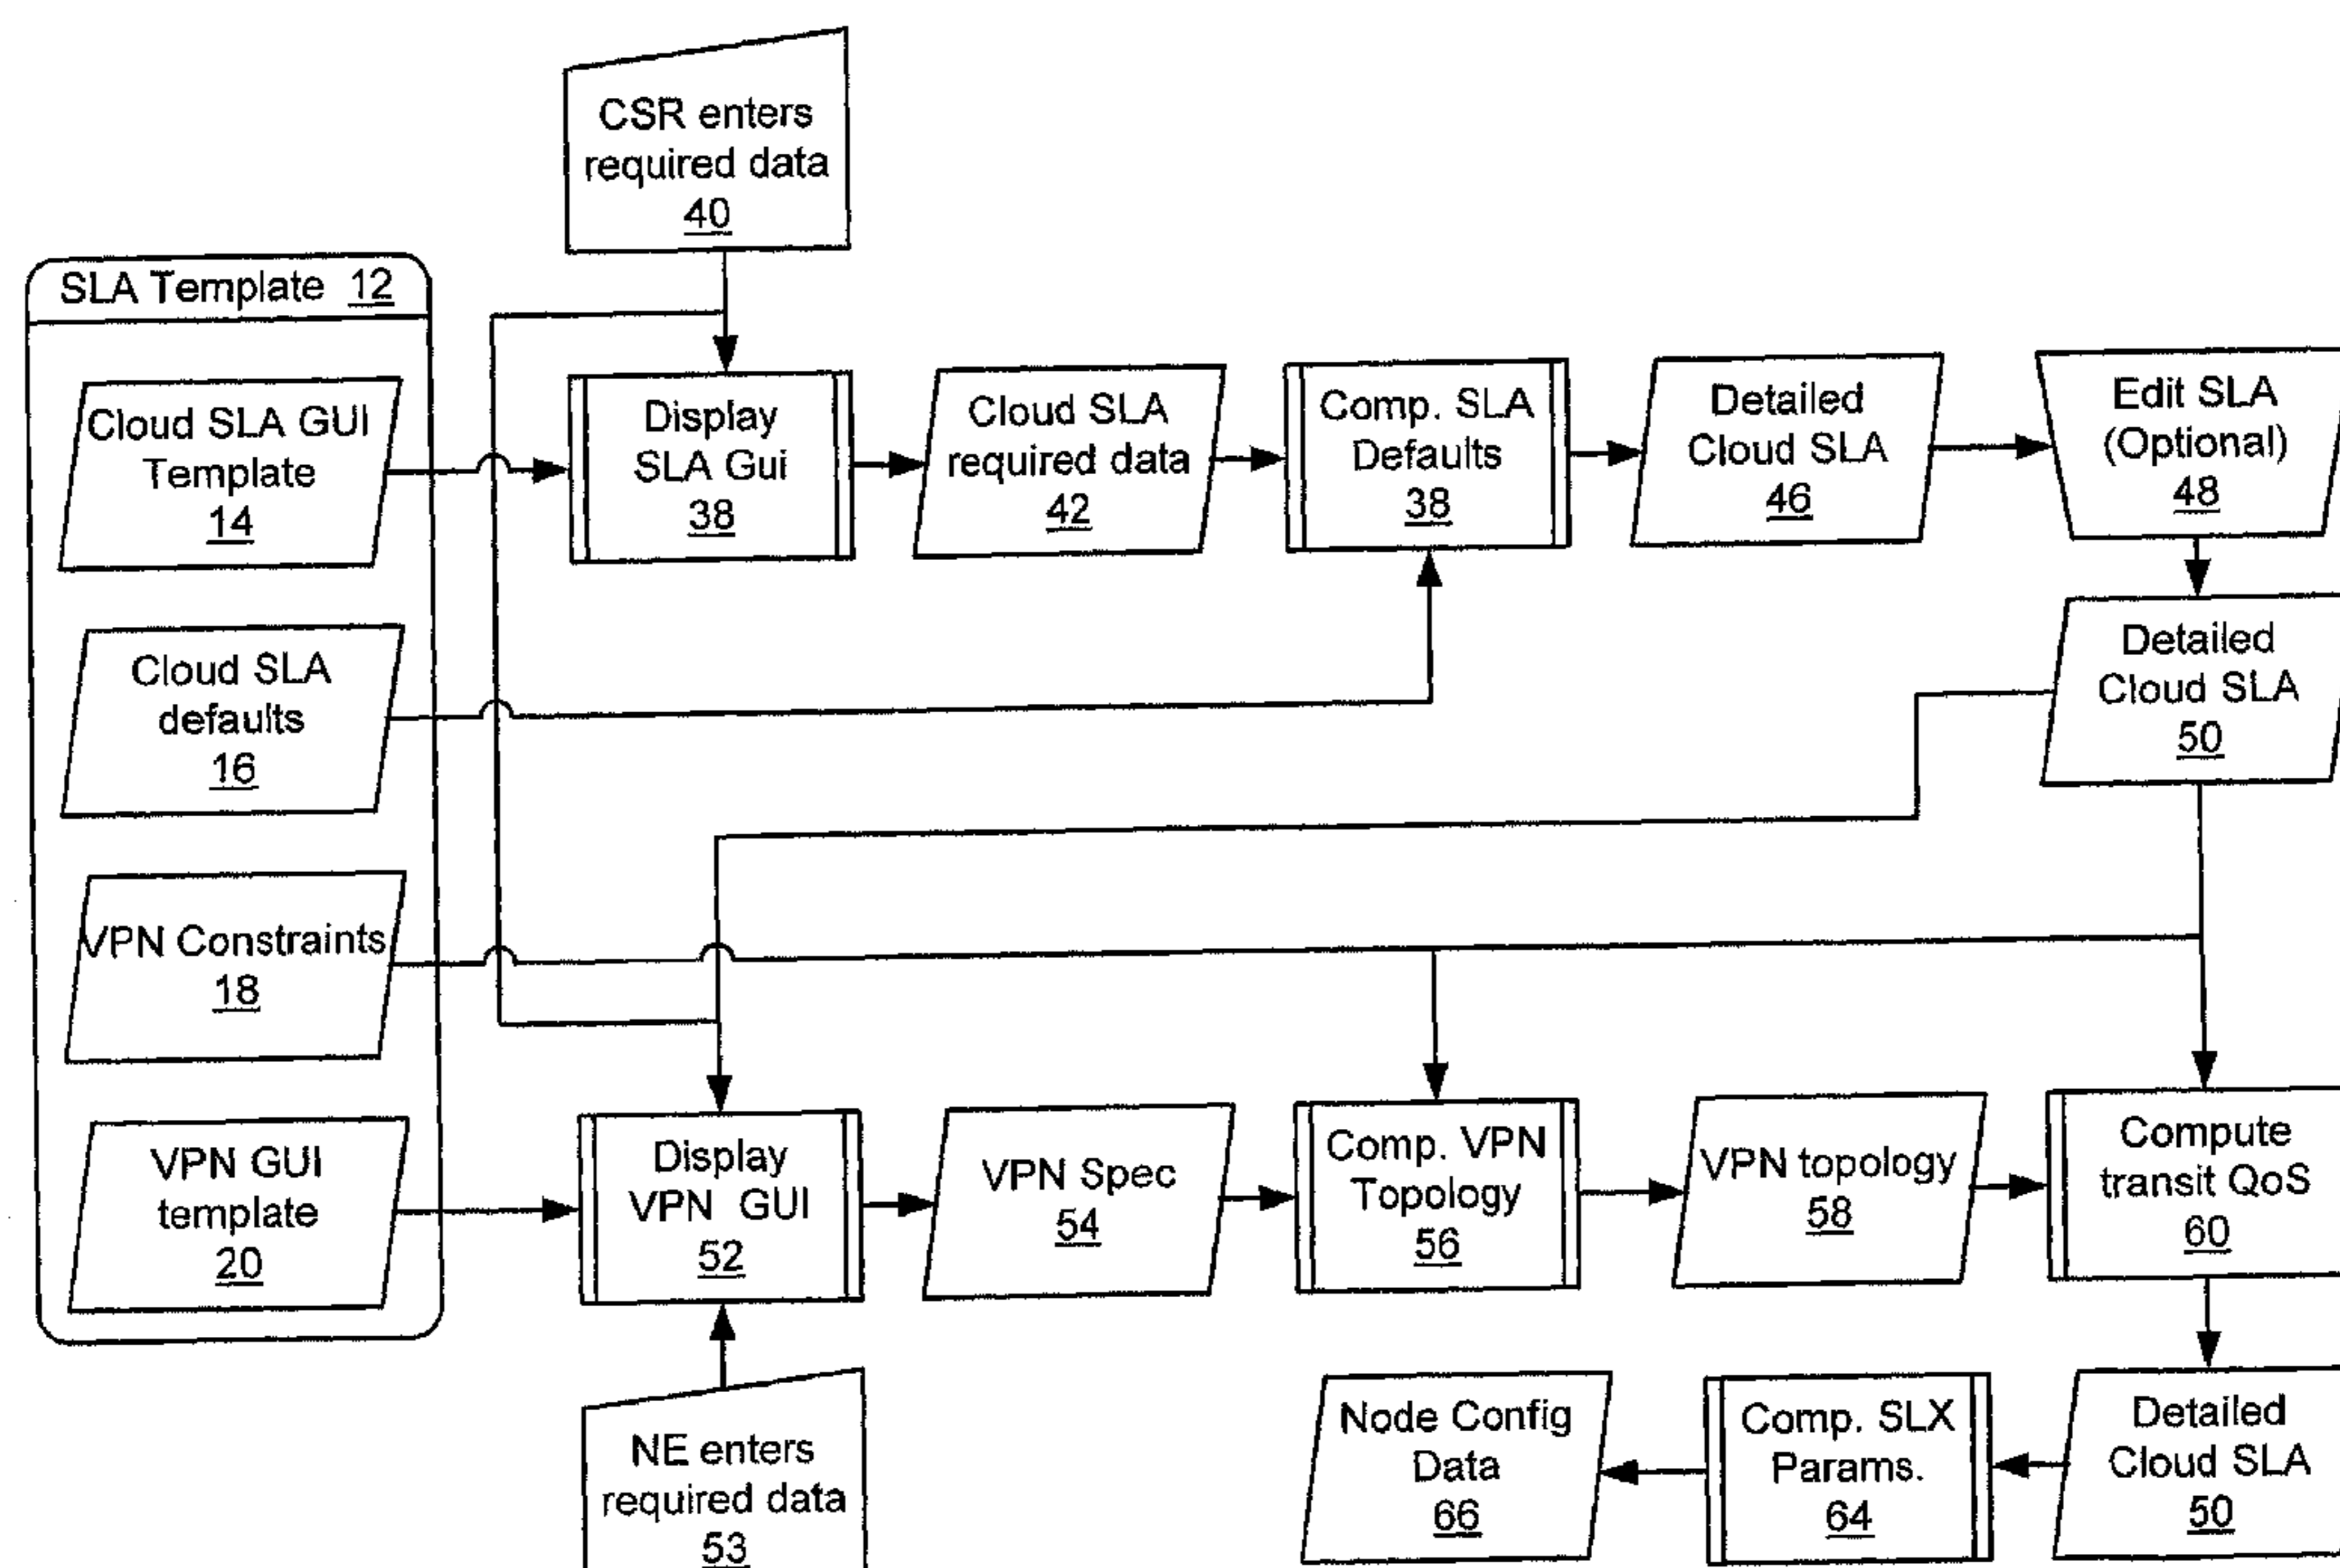 CSR enters
required data
40
SLA Template 12
Cloud SLA GUI
Template
14
Display
SLA Gui
38
Cloud SLA
required data
42
Comp. SLA
Defaults
38
Detailed
Cloud SLA
46
Edit SLA
(Optional)
48
Cloud SLA
defaults
16
Detailed
Cloud SLA
50
VPN Constraints
18
VPN GUI
template
20
Display
VPN GUI
52
VPN Spec
54
Comp. VPN
Topology
56
VPN topology
58
Compute
transit QoS
60
NE enters
required data
53
Node Config
Data
66
Comp. SLX
Params.
64
Detailed
Cloud SLA
50